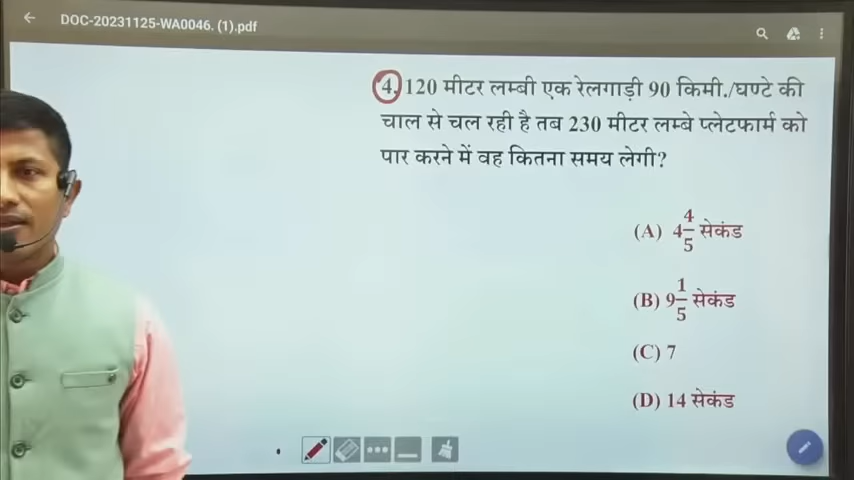 DOC-20231125-WA0046. (1).pdf
4. 120 मीटर लम्बी एक रेलगाड़ी 90 किमी./घण्टे की
चाल से चल रही है तब 230 मीटर लम्बे प्लेटफार्म को
पार करने में वह कितना समय लेगी?
(A) 4 4/5 सेकंड
(B) 9 1/5 सेकंड
(C) 7
(D) 14 सेकंड